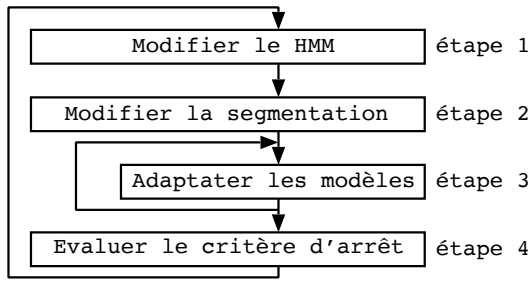 Modifier le HMM étape 1
Modifier la segmentation étape 2
Adaptater les modèles étape 3
Evaluer le critère d'arrêt étape 4